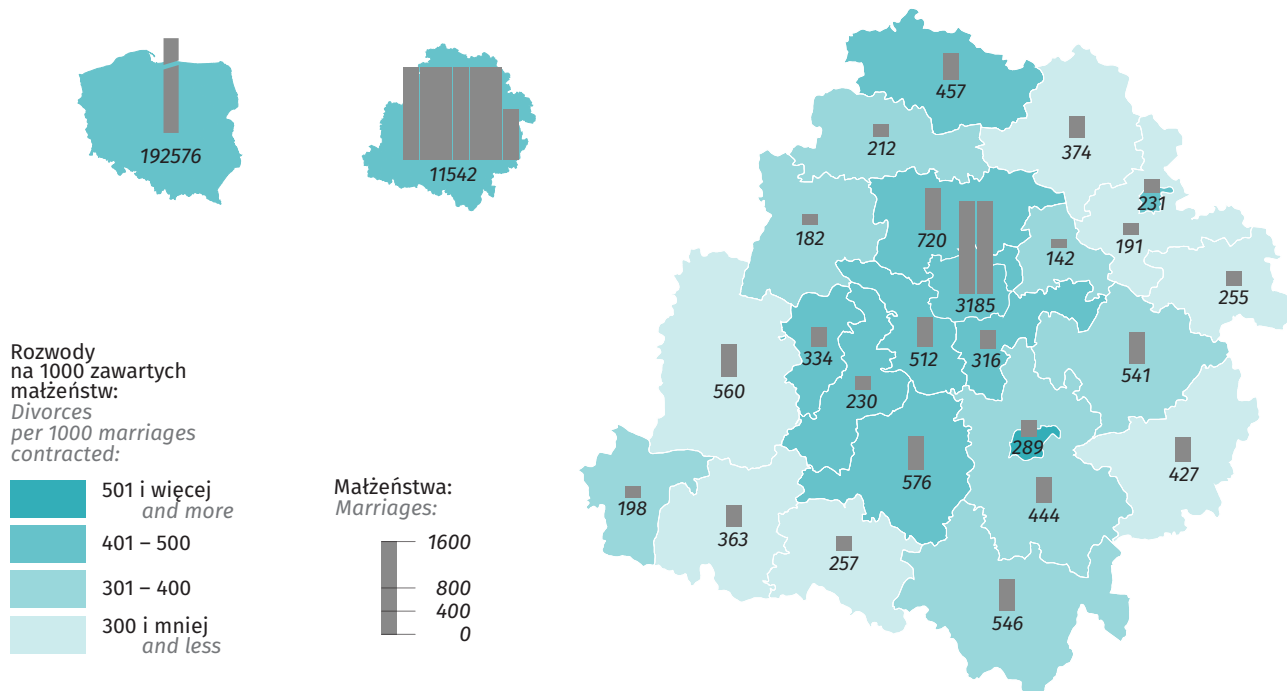 192576
11542
457
374
212
231
191
182
720
142
255
3185
334
512
316
541
560
230
289
427
576
444
198
363
257
546
Rozwody
na 1000 zawartych
małżeństw:
Divorces
per 1000 marriages
contracted:
501 i więcej
and more
401 – 500
301 – 400
300 i mniej
and less
Małżeństwa:
Marriages:
1600
800
400
0